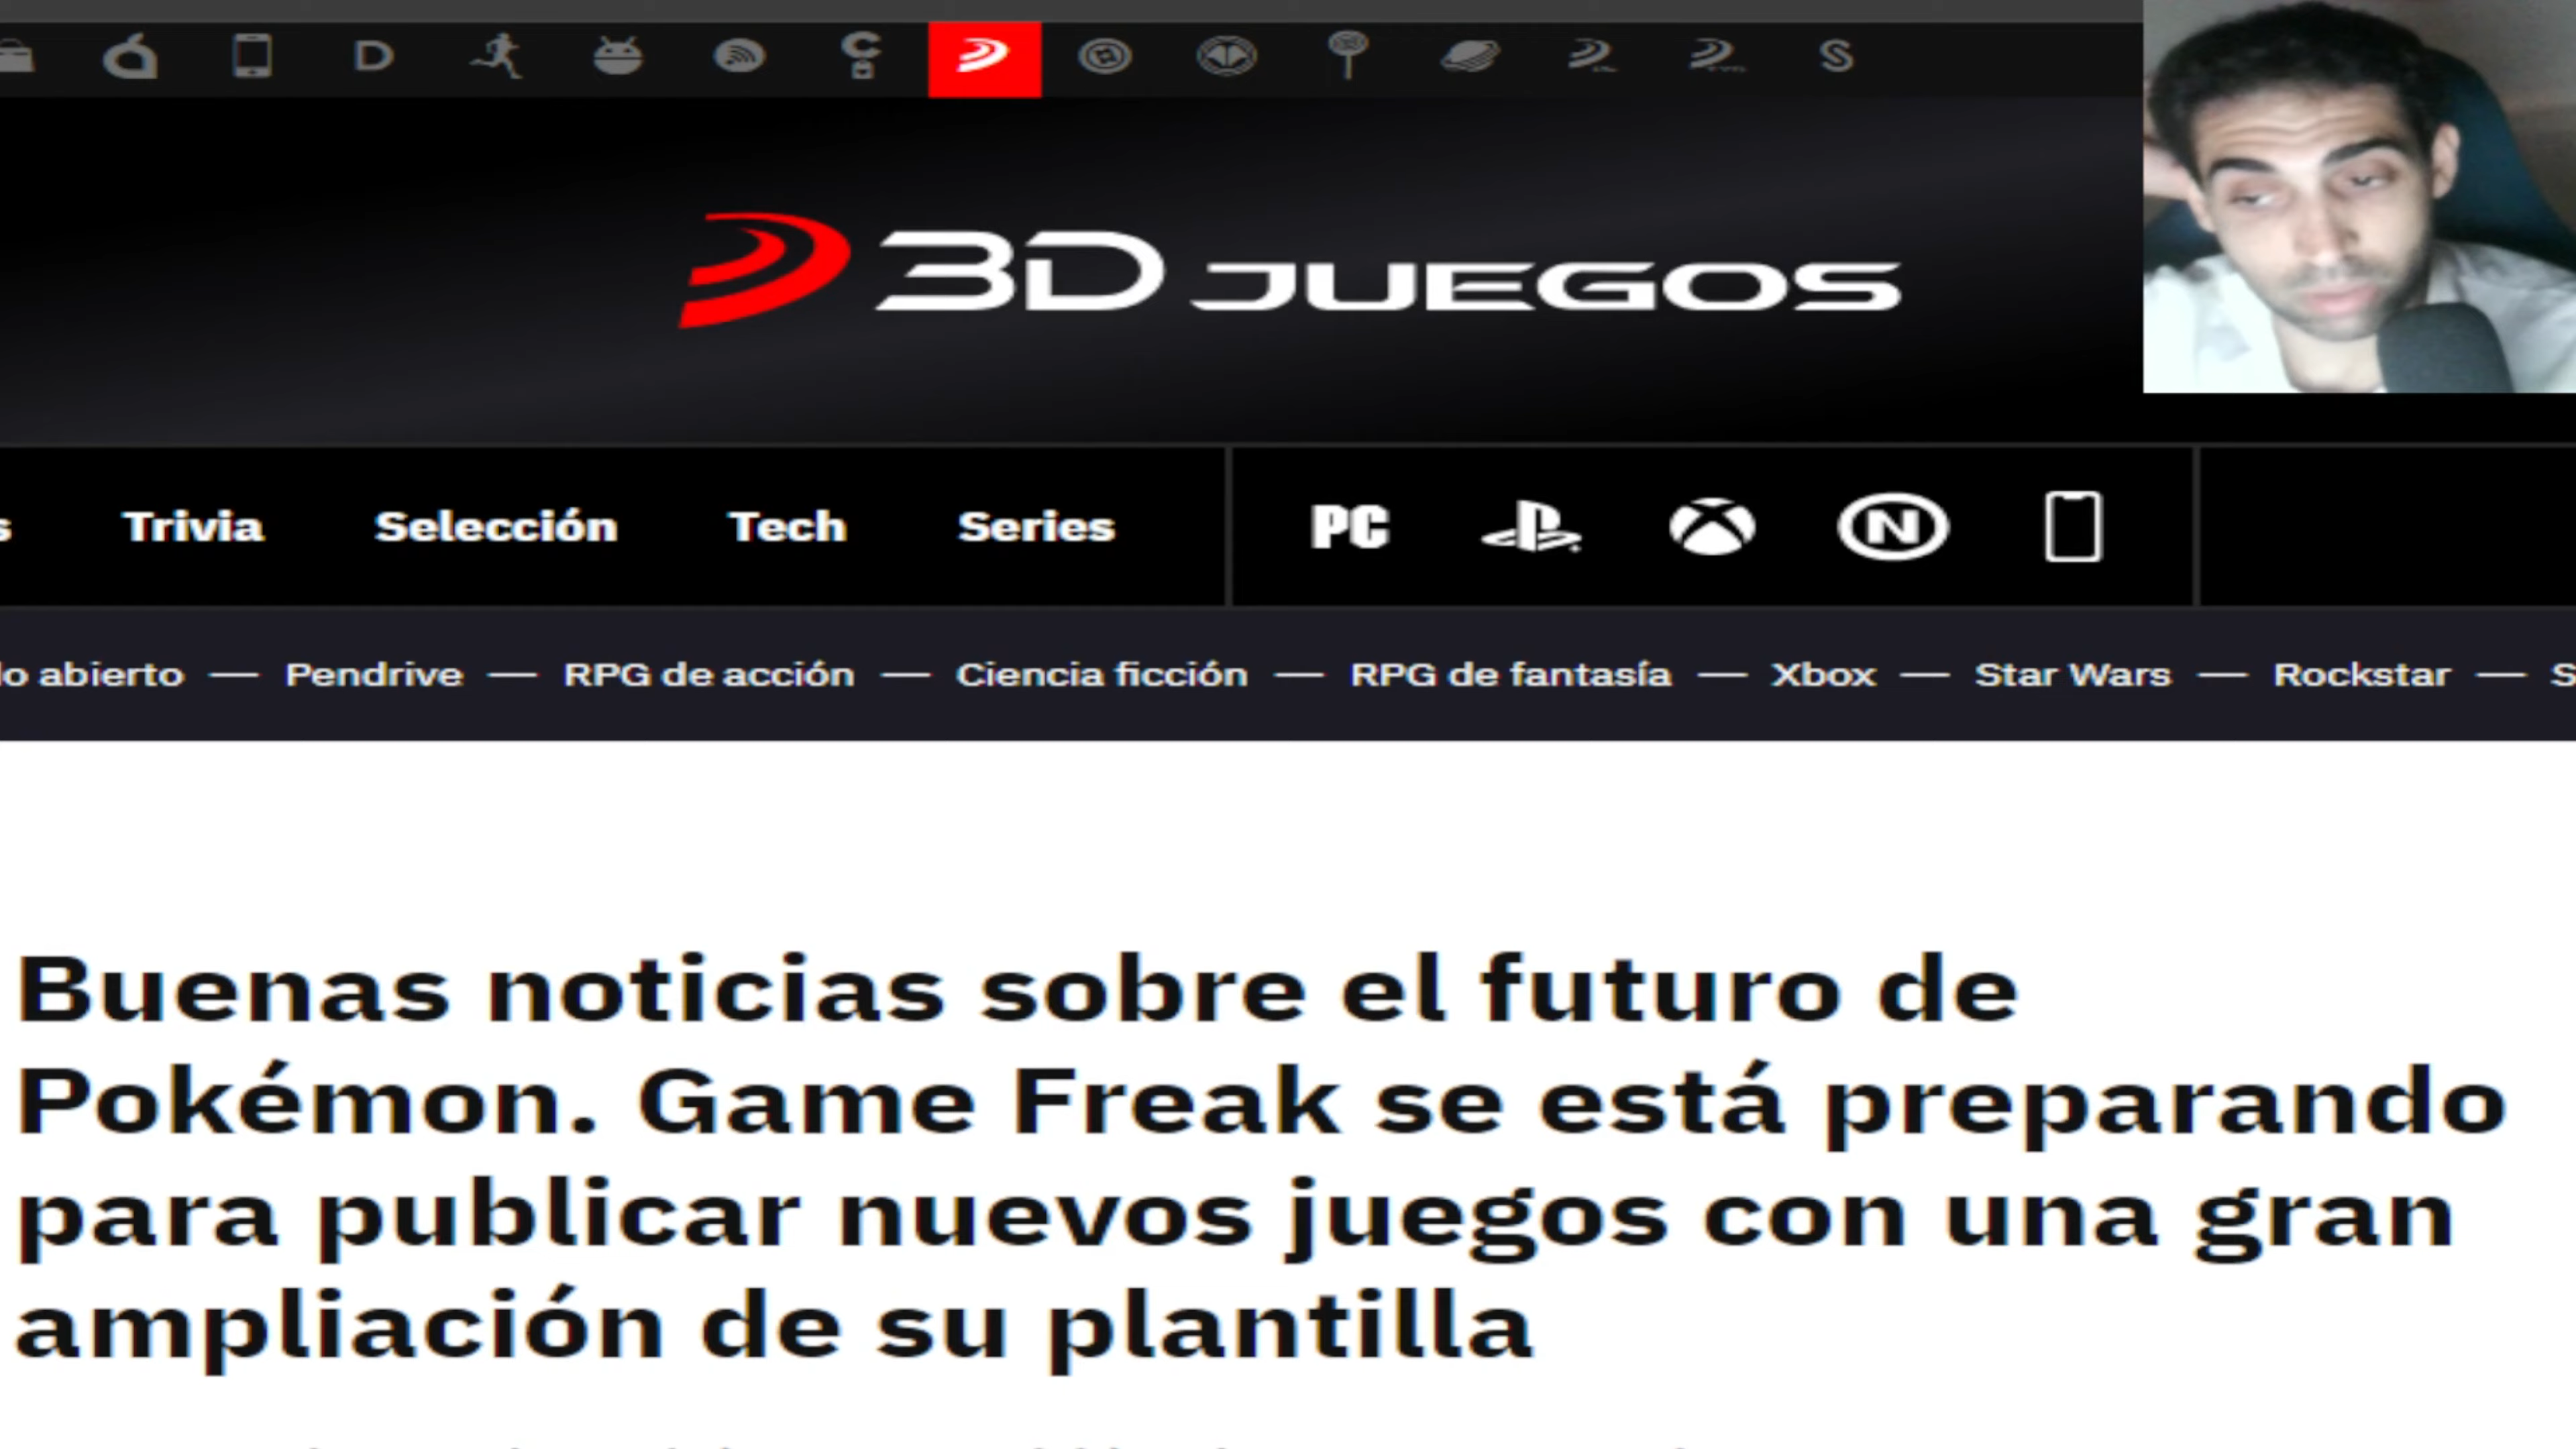 3D JUEGOS
Trivia Selección Tech Series PC
abierto — Pendrive — RPG de acción — Ciencia ficción — RPG de fantasía — Xbox — Star Wars — Rockstar —
Buenas noticias sobre el futuro de
Pokémon. Game Freak se está preparando
para publicar nuevos juegos con una gran
ampliación de su plantilla